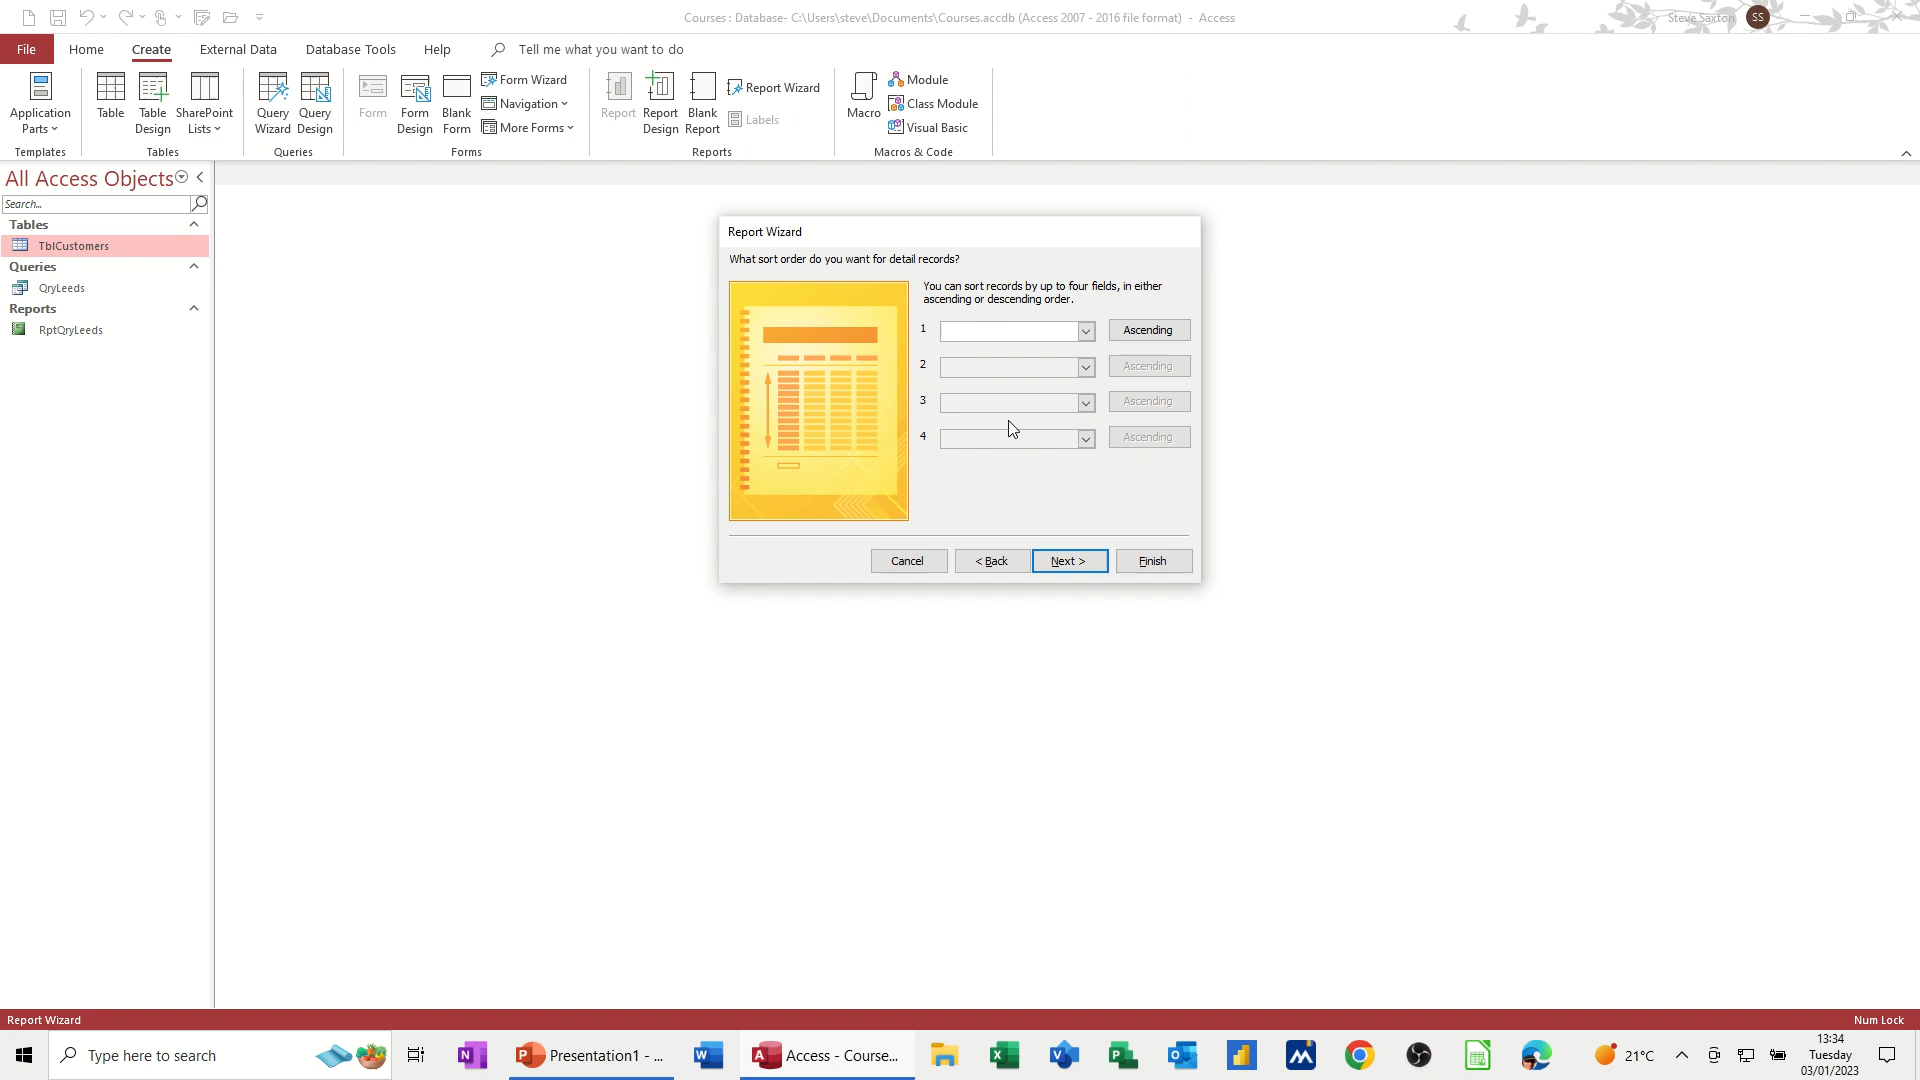 Courses : Database- C:\Users\steve\Documents\Courses.accdb (Access 2007 - 2016 file format) - Access
Steve Saxton
SS
File
Home
Create
External Data
Database Tools
Help
Tell me what you want to do
Application Parts
Table
Table Design
SharePoint Lists
Query Wizard
Query Design
Form
Form Design
Blank Form
Form Wizard
Navigation
More Forms
Report
Report Design
Blank Report
Report Wizard
Labels
Macro
Module
Class Module
Visual Basic
Templates
Tables
Queries
Forms
Reports
Macros & Code
All Access Objects
Search...
Tables
TblCustomers
Queries
QryLeeds
Reports
RptQryLeeds
Report Wizard
What sort order do you want for detail records?
You can sort records by up to four fields, in either
ascending or descending order.
1
Ascending
2
Ascending
3
Ascending
4
Ascending
Cancel
< Back
Next >
Finish
Report Wizard
Num Lock
Type here to search
Presentation1 - ...
Access - Course...
21°C
13:34
Tuesday
03/01/2023